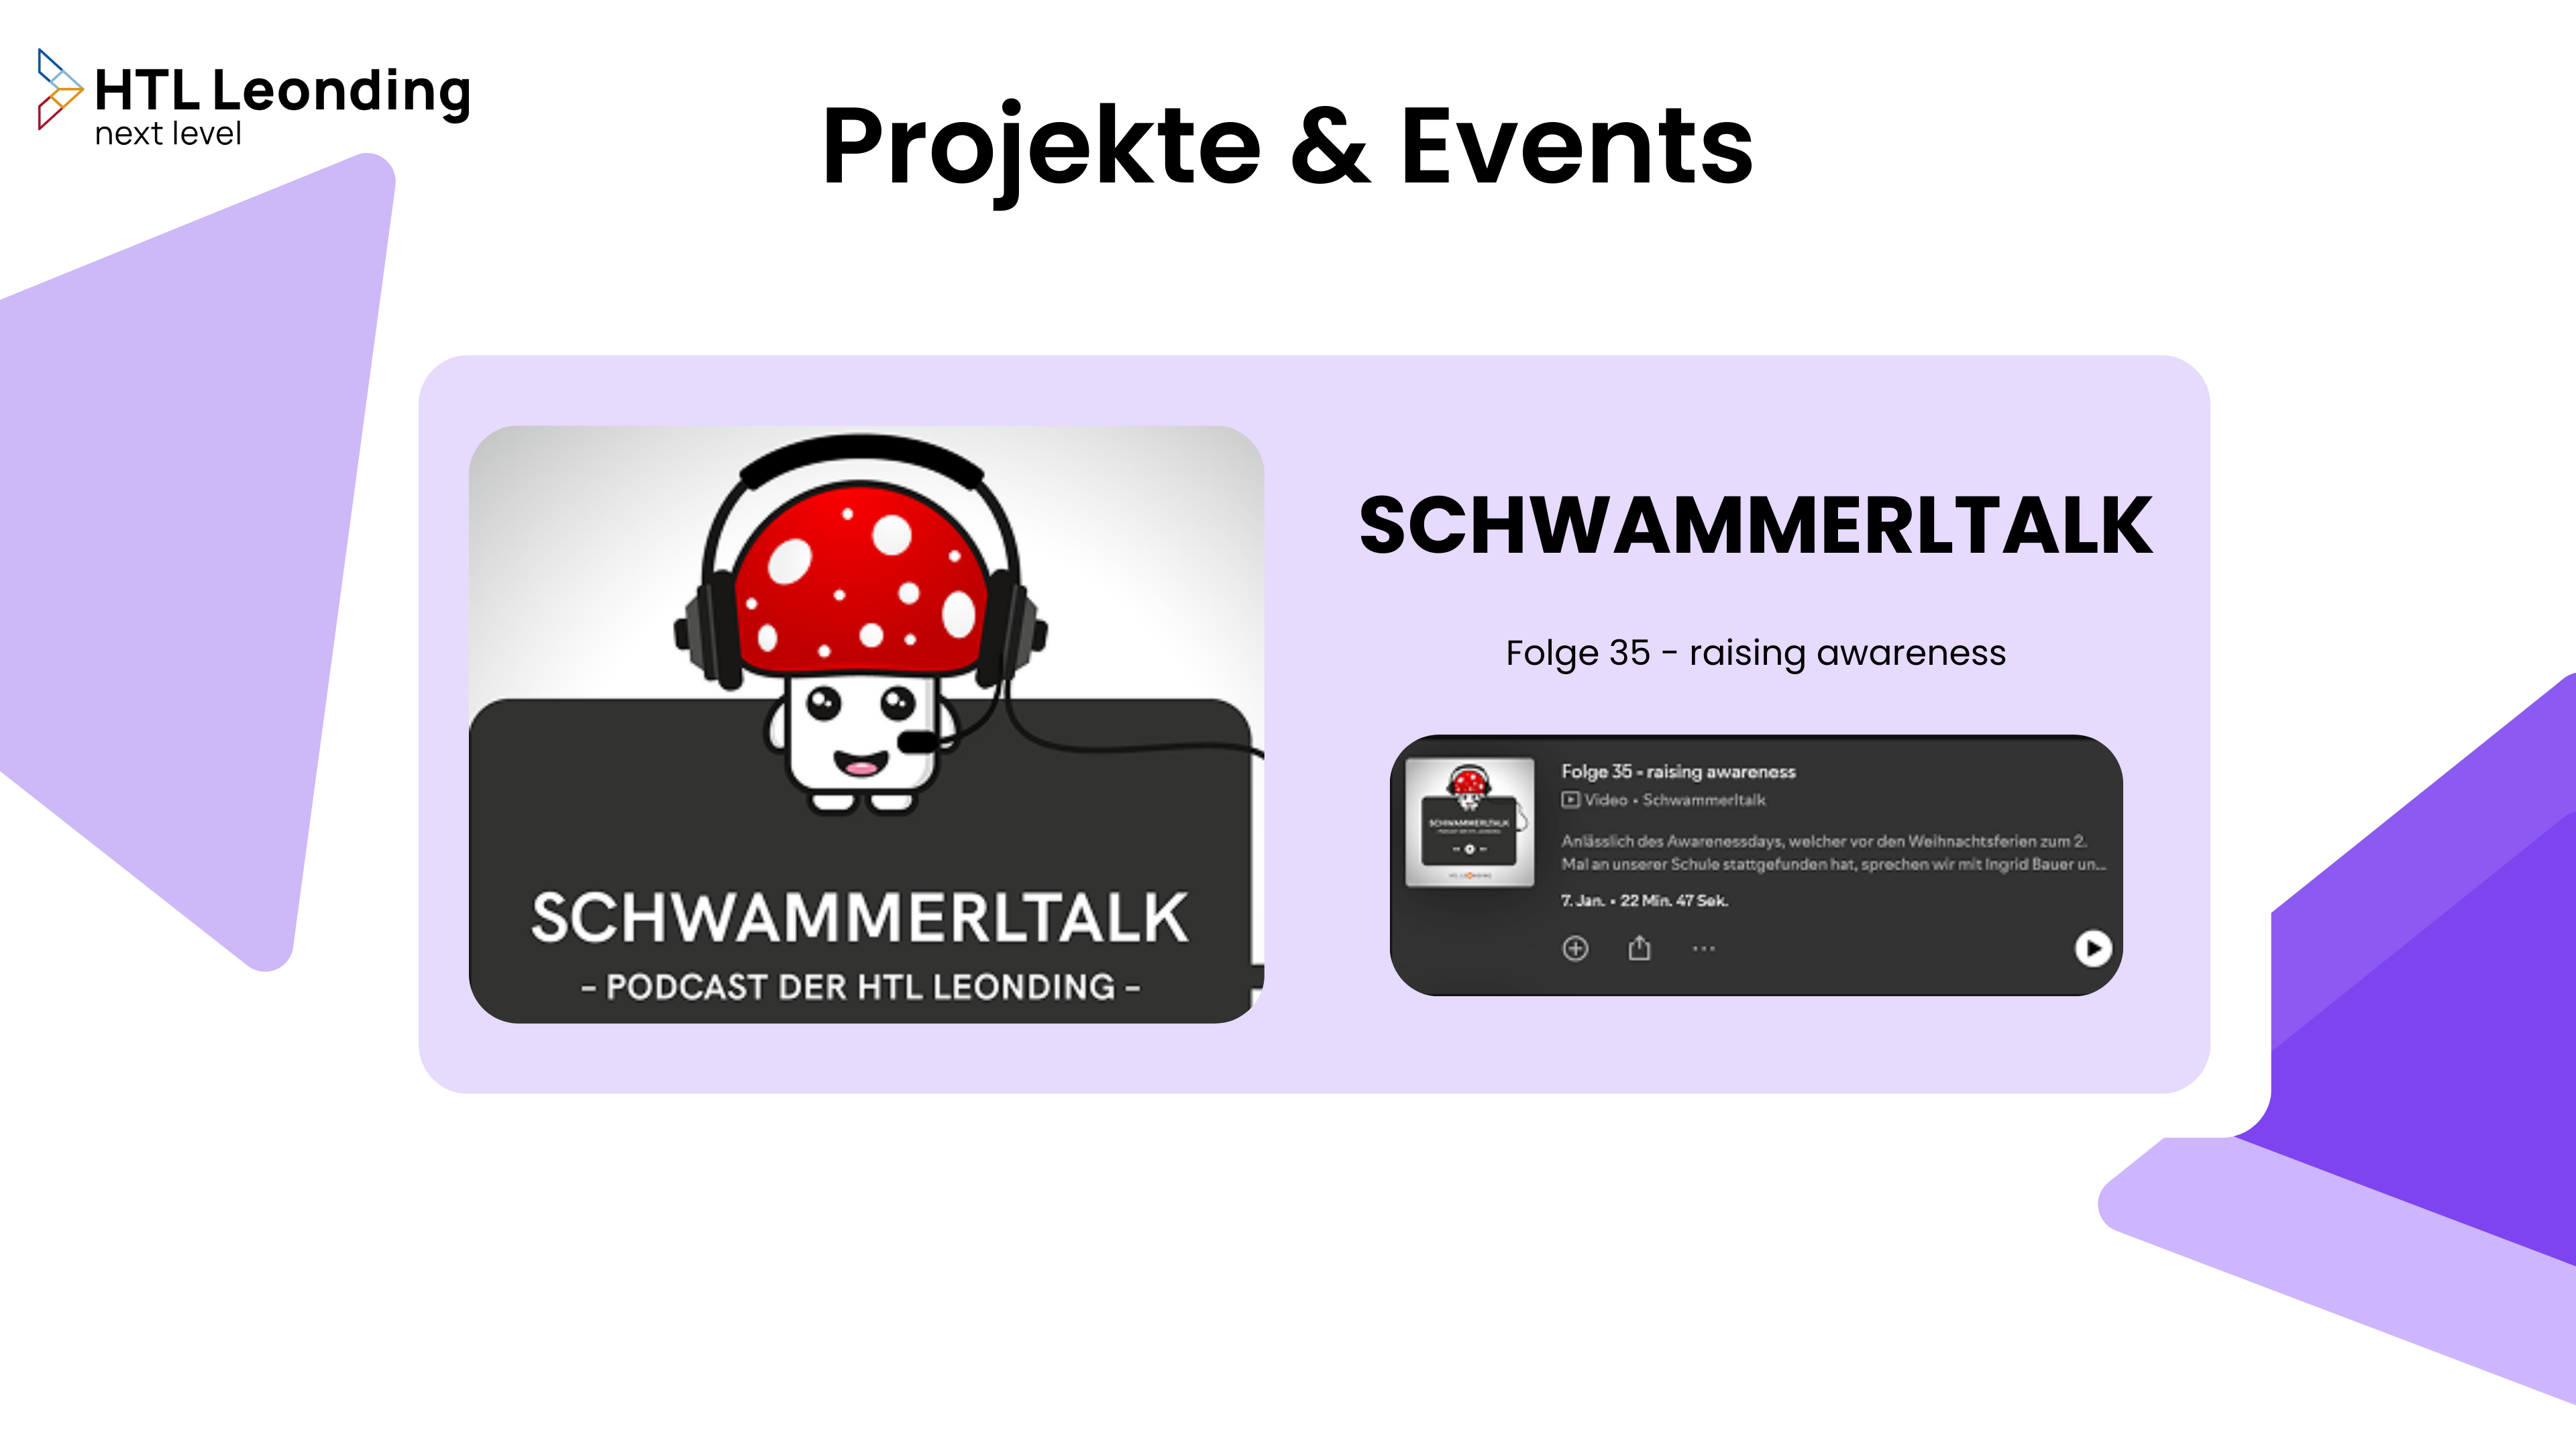 HTL Leonding
next level
Projekte & Events
SCHWAMMERLTALK
- PODCAST DER HTL LEONDING -
SCHWAMMERLTALK
Folge 35 - raising awareness
Folge 35 - raising awareness
Video • Schwammerltalk
Anlässlich des Awarenessdays, welcher vor den Weihnachtsferien zum 2.
Mal an unserer Schule stattgefunden hat, sprechen wir mit Ingrid Bauer un...
7. Jan. • 22 Min. 47 Sek.
SCHWAMMERLTALK